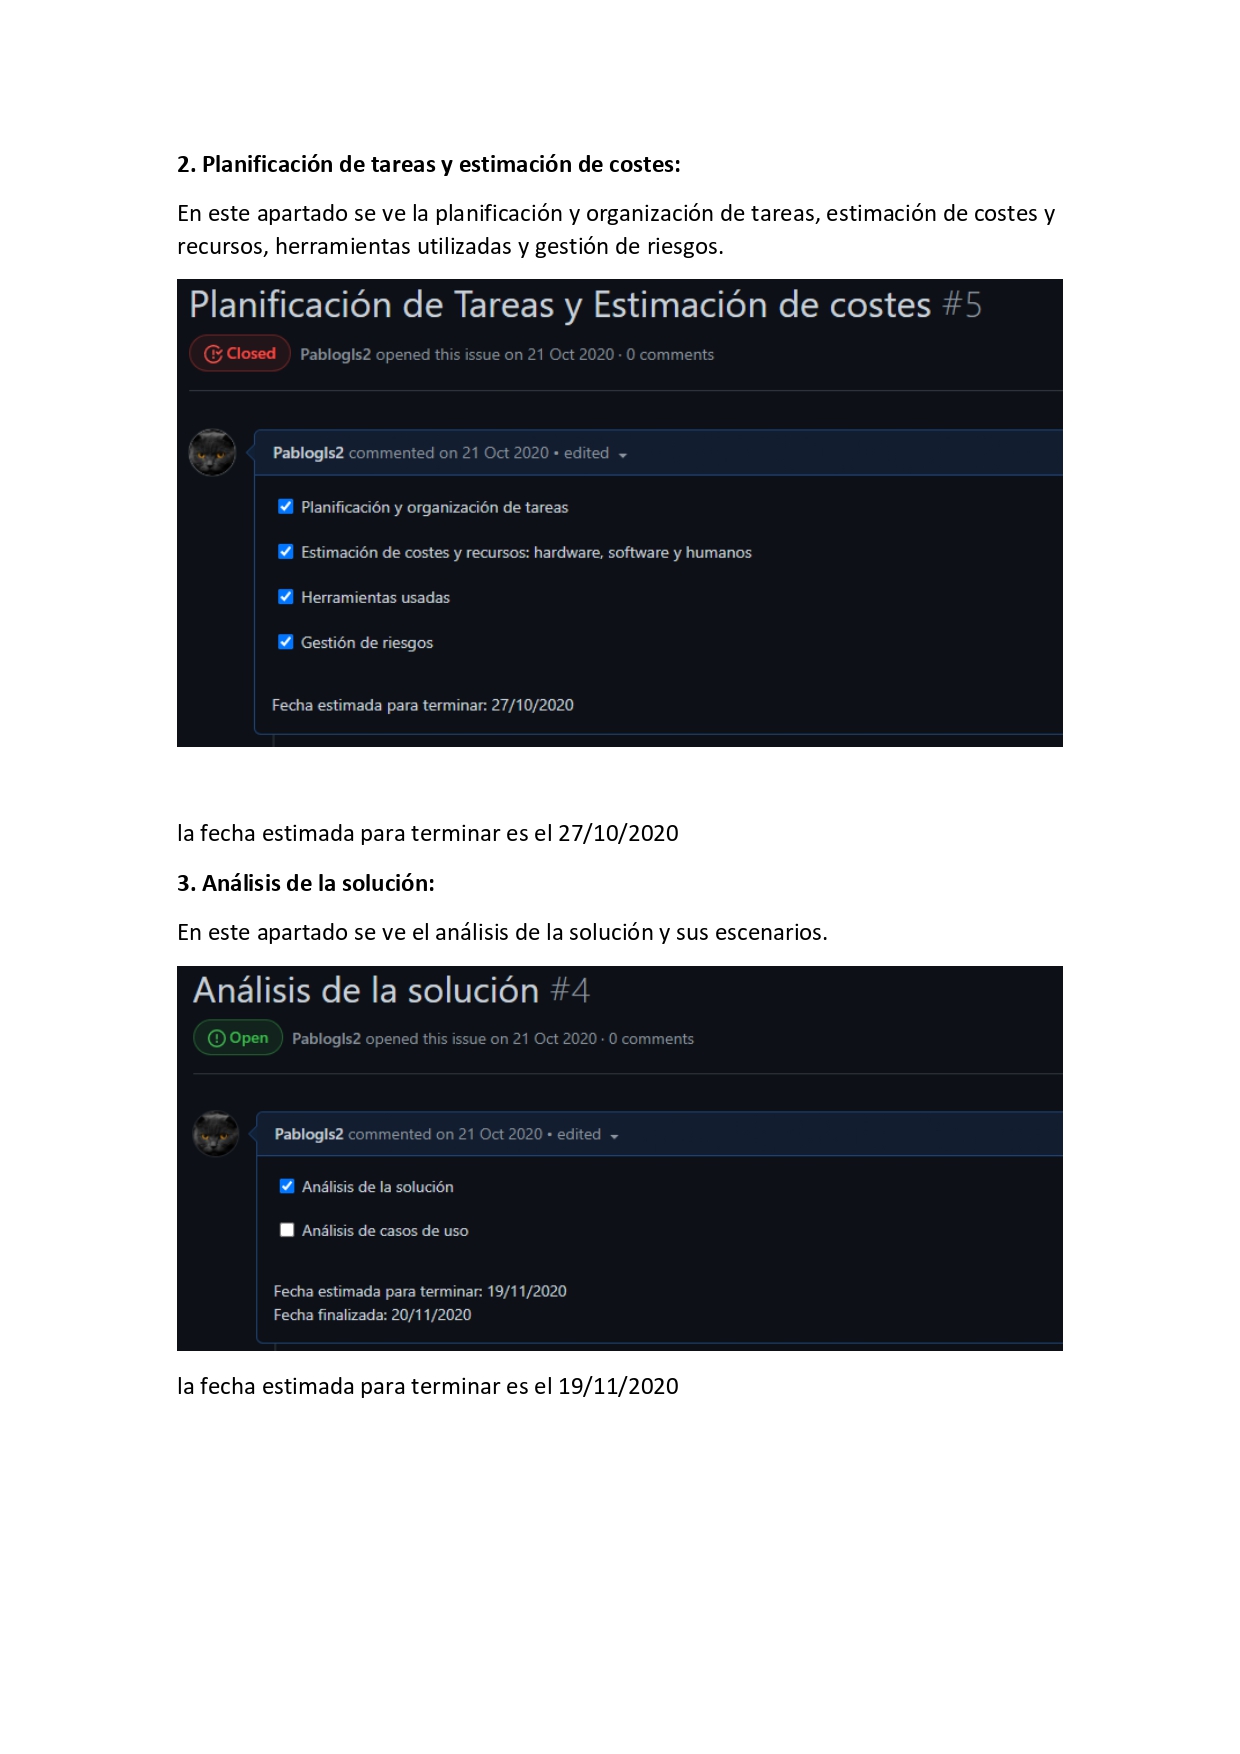 2. Planificación de tareas y estimación de costes:
En este apartado se ve la planificación y organización de tareas, estimación de costes y
recursos, herramientas utilizadas y gestión de riesgos.
Planificación de Tareas y Estimación de costes #5
Closed Pablogls2 opened this issue on 21 Oct 2020 · 0 comments
Pablogls2 commented on 21 Oct 2020 • edited
Planificación y organización de tareas
Estimación de costes y recursos: hardware, software y humanos
Herramientas usadas
Gestión de riesgos
Fecha estimada para terminar: 27/10/2020
la fecha estimada para terminar es el 27/10/2020
3. Análisis de la solución:
En este apartado se ve el análisis de la solución y sus escenarios.
Análisis de la solución #4
Open Pablogls2 opened this issue on 21 Oct 2020 · 0 comments
Pablogls2 commented on 21 Oct 2020 • edited
Análisis de la solución
Análisis de casos de uso
Fecha estimada para terminar: 19/11/2020
Fecha finalizada: 20/11/2020
la fecha estimada para terminar es el 19/11/2020